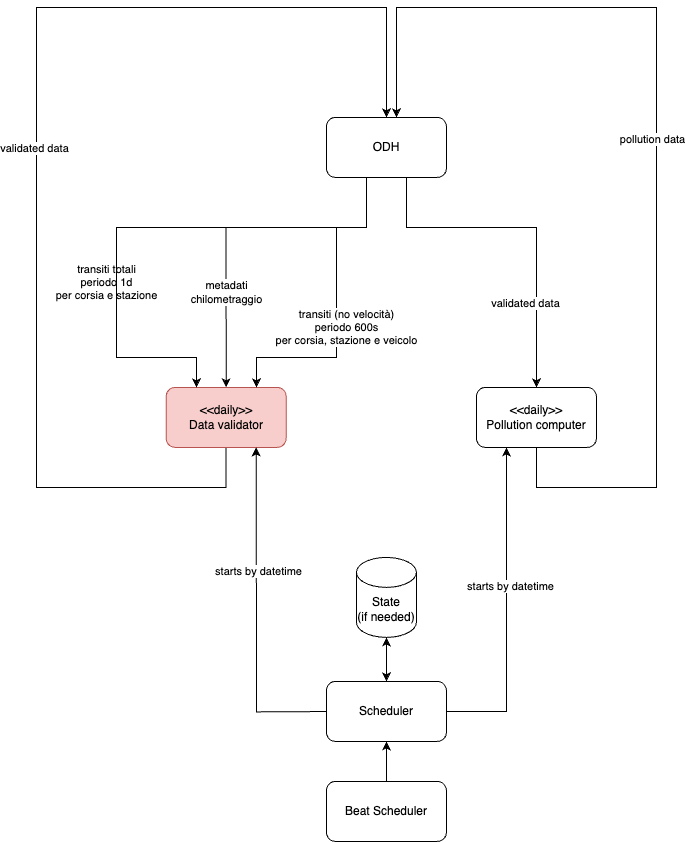 ODH
validated data
pollution data
transiti totali
periodo 1d
per corsia e stazione
metadati
chilometraggio
transiti (no velocità)
periodo 600s
per corsia, stazione e veicolo
validated data
<<daily>>
Data validator
<<daily>>
Pollution computer
starts by datetime
starts by datetime
State
(if needed)
Scheduler
Beat Scheduler